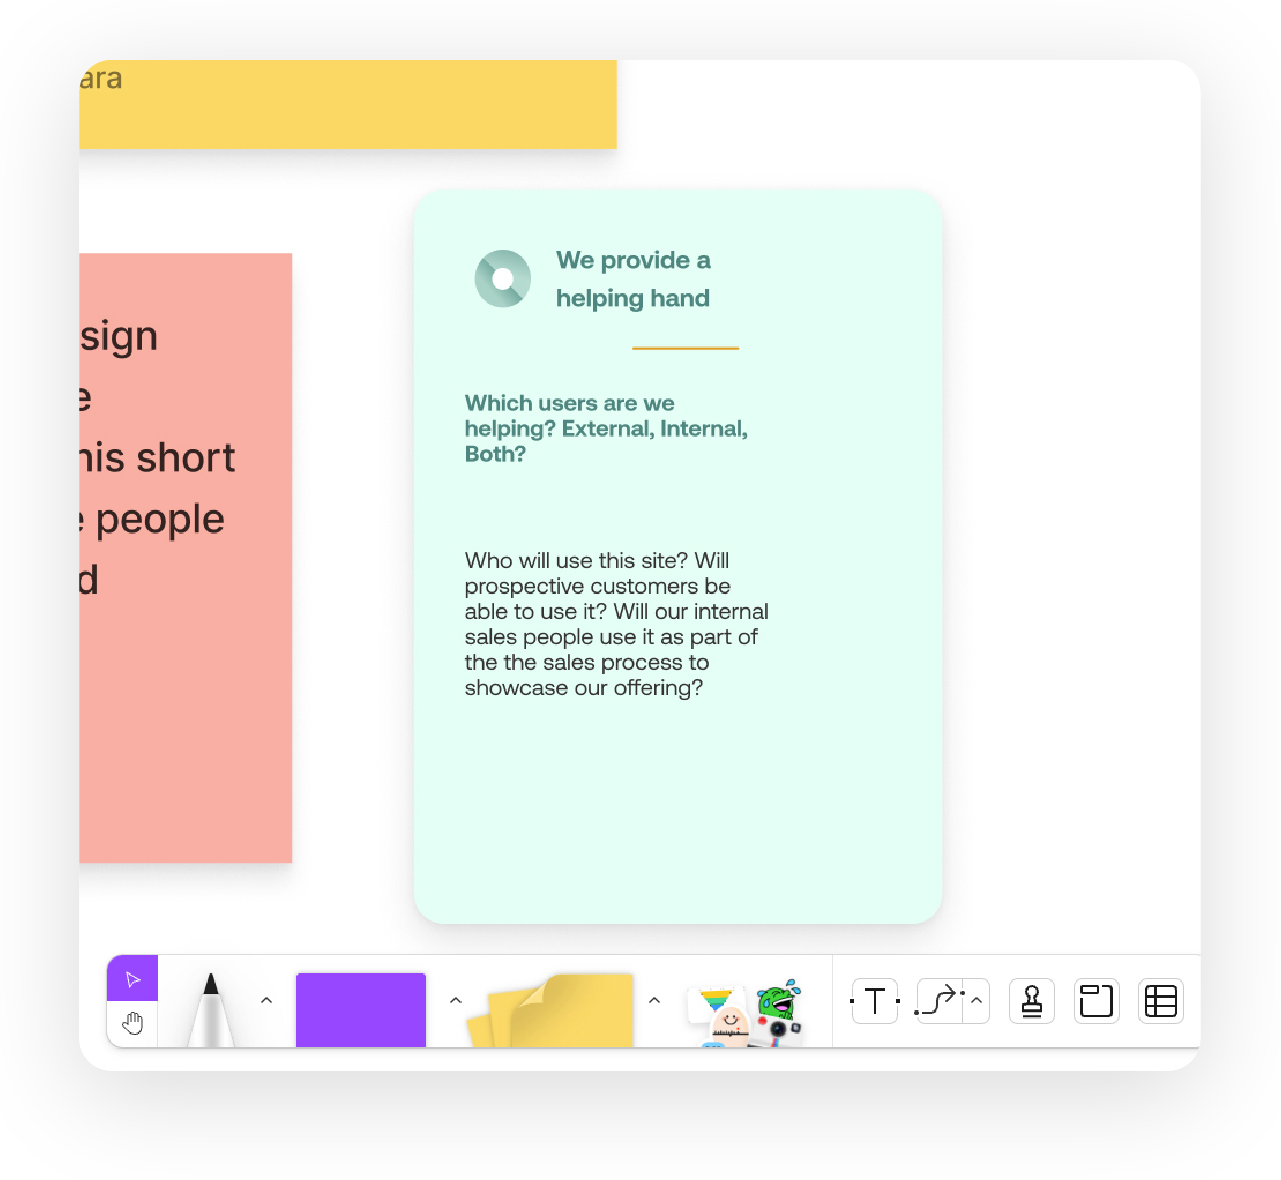 ara
sign
e
his short
e people
d
We provide a
helping hand
Which users are we
helping? External, Internal,
Both?
Who will use this site? Will
prospective customers be
able to use it? Will our internal
sales people use it as part of
the the sales process to
showcase our offering?
T